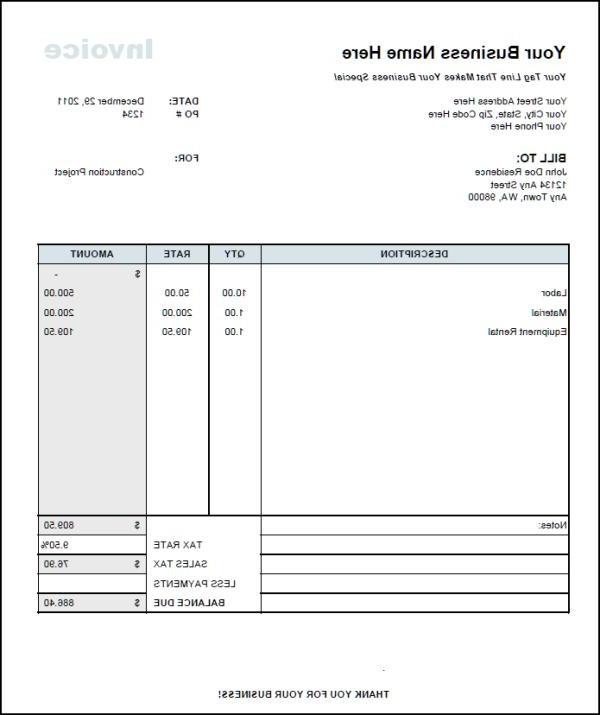 Your Business Name Here
Invoice
Your Tag Line That Makes Your Business Special
Your Street Address Here
DATE: December 29, 2011
Your City, State, Zip Code Here
PO # 1234
Your Phone Here
BILL TO:
FOR:
John Doe Residence
Construction Project
12134 Any Street
Any Town, WA, 98000
DESCRIPTION QTY RATE AMOUNT
$ -
Labor 10.00 50.00 500.00
Material 1.00 200.00 200.00
Equipment Rental 1.00 109.50 109.50
Notes: $ 809.50
TAX RATE 9.50%
SALES TAX $ 76.90
LESS PAYMENTS
BALANCE DUE $ 886.40
THANK YOU FOR YOUR BUSINESS!